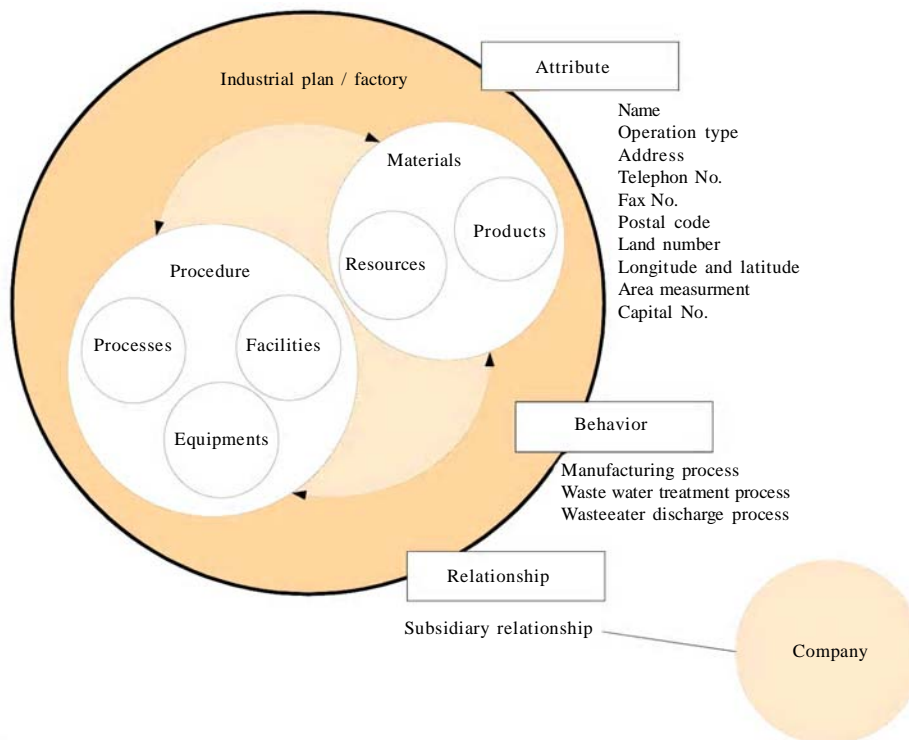 Industrial plan / factory
Attribute
Name
Operation type
Address
Telephon No.
Fax No.
Postal code
Land number
Longitude and latitude
Area measurment
Capital No.
Materials
Products
Resources
Procedure
Processes
Facilities
Equipments
Behavior
Manufacturing process
Waste water treatment process
Wasteeater discharge process
Relationship
Subsidiary relationship
Company